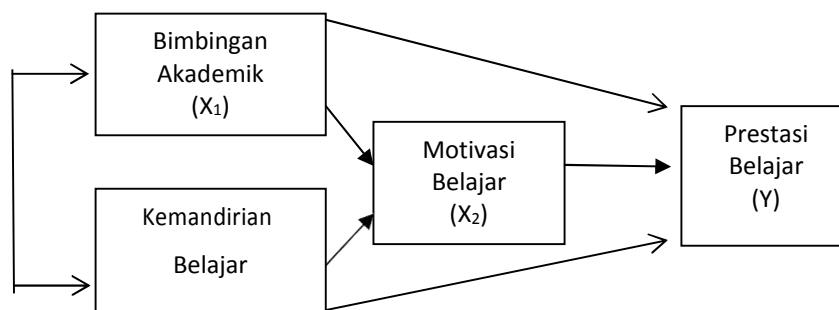 Bimbingan
Akademik
(X₁)
Motivasi
Belajar
(X₂)
Prestasi
Belajar
(Y)
Kemandirian
Belajar